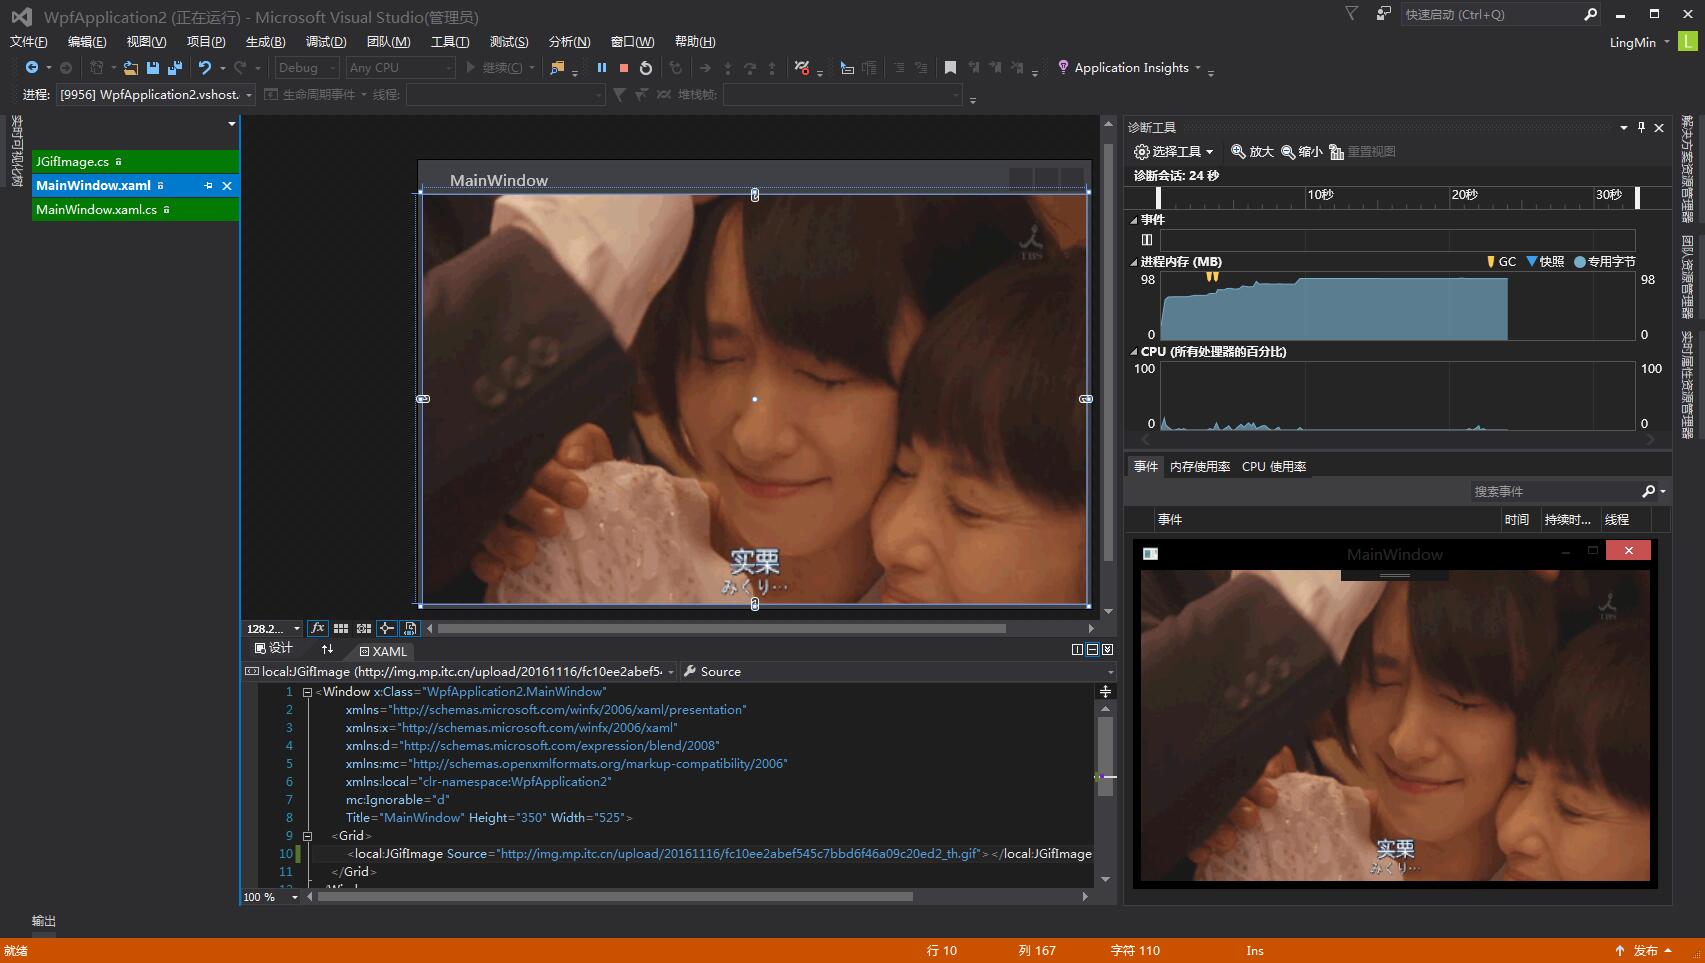 WpfApplication2 (正在运行) - Microsoft Visual Studio(管理员)
快速启动 (Ctrl+Q)
文件(F) 编辑(E) 视图(V) 项目(P) 生成(B) 调试(D) 团队(M) 工具(T) 测试(S) 分析(N) 窗口(W) 帮助(H)
LingMin L
Debug Any CPU 继续(C) Application Insights
进程: [9956] WpfApplication2.vshost. 生命周期事件 线程: 堆栈帧:
实时可视化树
JGifImage.cs
MainWindow.xaml
MainWindow.xaml.cs
MainWindow
TBS
实栗
みくり…
128.2... fx
设计 XAML
local:JGifImage (http://img.mp.itc.cn/upload/20161116/fc10ee2abef5 Source
1 <Window x:Class="WpfApplication2.MainWindow"
2 xmlns="http://schemas.microsoft.com/winfx/2006/xaml/presentation"
3 xmlns:x="http://schemas.microsoft.com/winfx/2006/xaml"
4 xmlns:d="http://schemas.microsoft.com/expression/blend/2008"
5 xmlns:mc="http://schemas.openxmlformats.org/markup-compatibility/2006"
6 xmlns:local="clr-namespace:WpfApplication2"
7 mc:Ignorable="d"
8 Title="MainWindow" Height="350" Width="525">
9 <Grid>
10 <local:JGifImage Source="http://img.mp.itc.cn/upload/20161116/fc10ee2abef545c7bbd6f46a09c20ed2_th.gif"></local:JGifImage
11 </Grid>
100 %
诊断工具
选择工具 放大 缩小 重置视图
诊断会话: 24 秒
10秒 20秒 30秒
事件
进程内存 (MB) GC 快照 专用字节
98 98
0 0
CPU (所有处理器的百分比)
100 100
0 0
事件 内存使用率 CPU 使用率
搜索事件
事件 时间 持续时... 线程
MainWindow
TBS
实栗
みくり…
解决方案资源管理器
团队资源管理器
实时属性资源管理器
输出
就绪 行 10 列 167 字符 110 Ins 发布